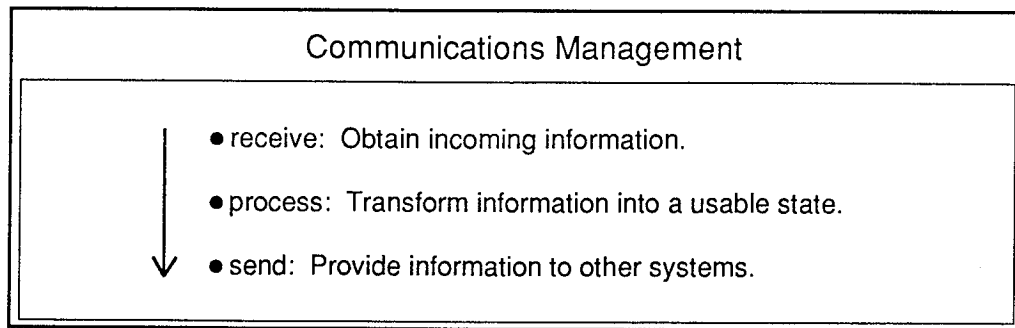 Communications Management
● receive: Obtain incoming information.
● process: Transform information into a usable state.
● send: Provide information to other systems.